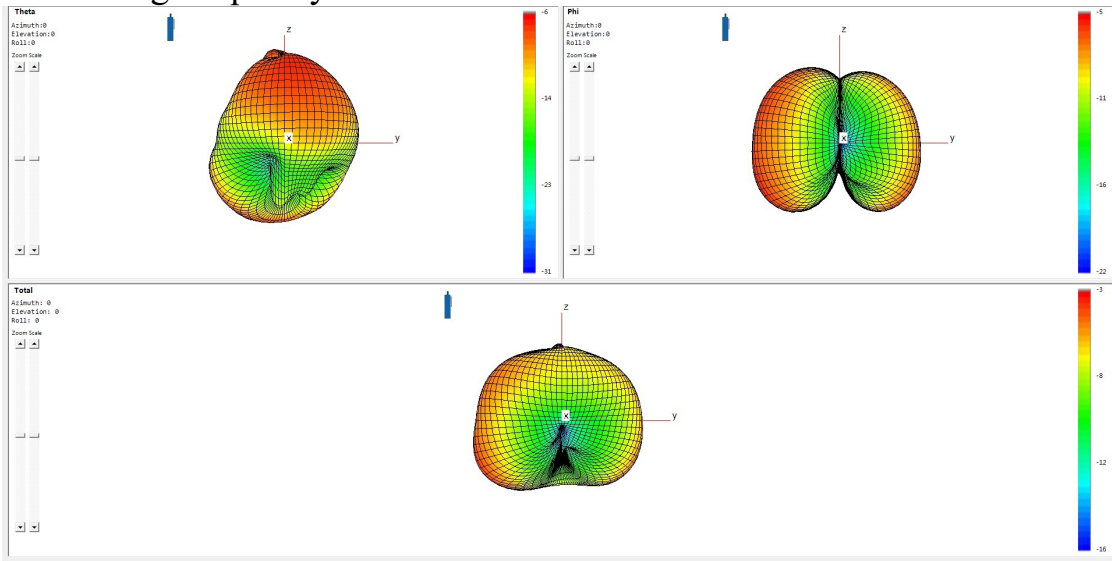 Theta
Azimuth:0
Elevation:0
Roll:0
Zoom Scale
z
x
y
-6
-14
-23
-31
Phi
Azimuth:0
Elevation:0
Roll:0
Zoom Scale
z
x
y
-5
-11
-16
-22
Total
Azimuth: 0
Elevation: 0
Roll: 0
Zoom Scale
z
x
y
-3
-8
-12
-16